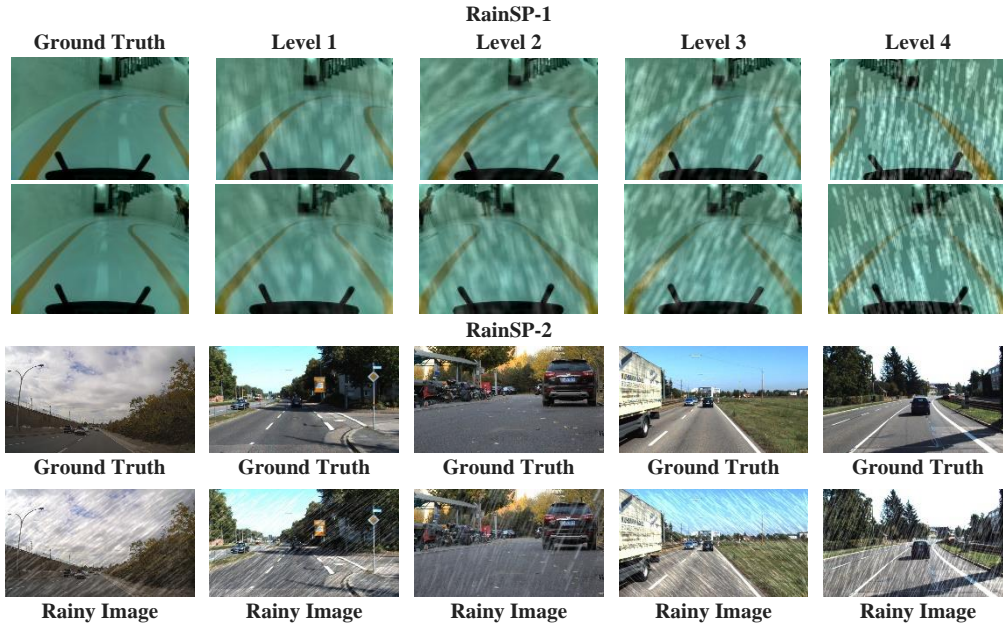 RainSP-1
Ground Truth Level 1 Level 2 Level 3 Level 4
RainSP-2
Ground Truth Ground Truth Ground Truth Ground Truth Ground Truth
Rainy Image Rainy Image Rainy Image Rainy Image Rainy Image